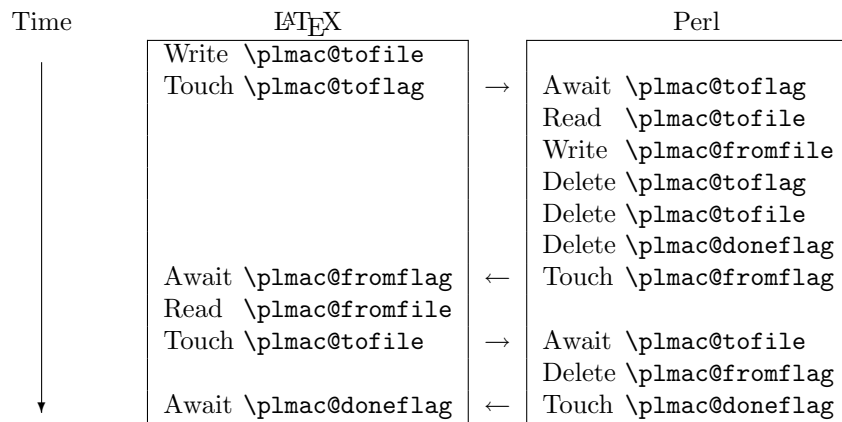 Time LATEX Perl
Write \plmac@tofile
Touch \plmac@toflag → Await \plmac@toflag
Read \plmac@tofile
Write \plmac@fromfile
Delete \plmac@toflag
Delete \plmac@tofile
Delete \plmac@doneflag
Await \plmac@fromflag ← Touch \plmac@fromflag
Read \plmac@fromfile
Touch \plmac@tofile → Await \plmac@tofile
Delete \plmac@fromflag
Await \plmac@doneflag ← Touch \plmac@doneflag